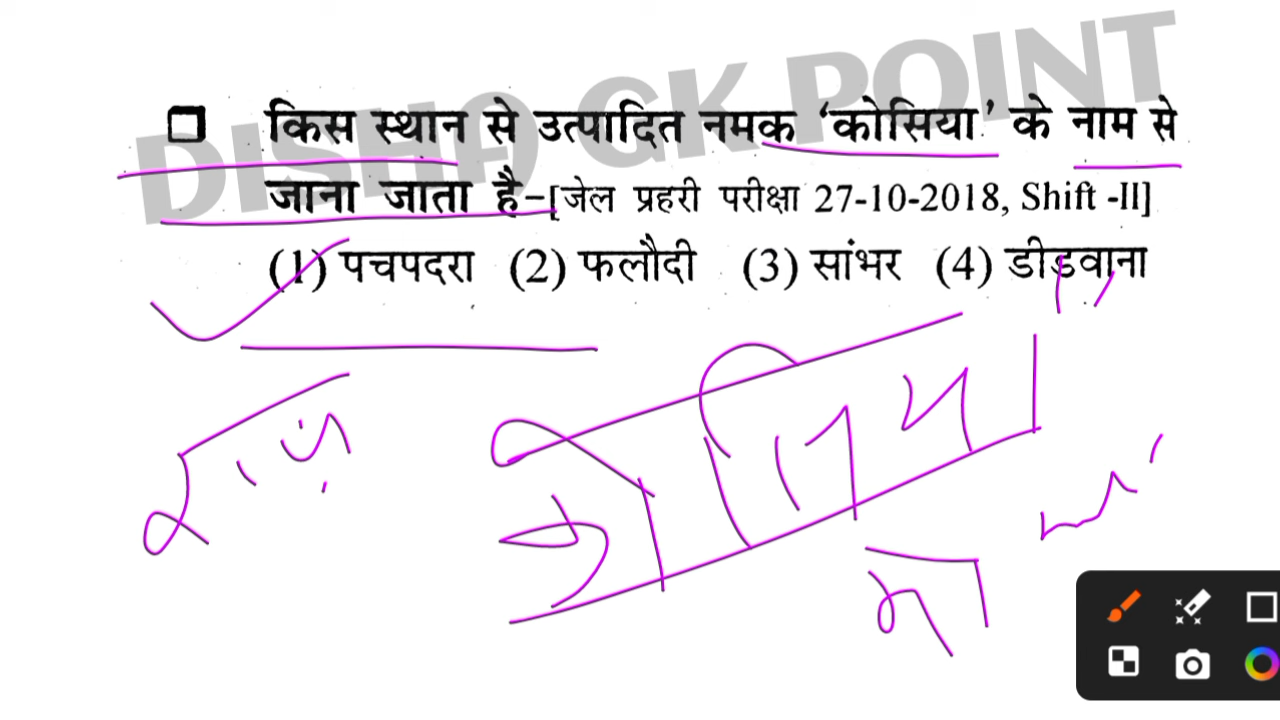 DISHA GK POINT
किस स्थान से उत्पादित नमक 'कोसिया' के नाम से
जाना जाता है-[जेल प्रहरी परीक्षा 27-10-2018, Shift -II]
(1) पचपदरा (2) फलौदी (3) सांभर (4) डीडवाना